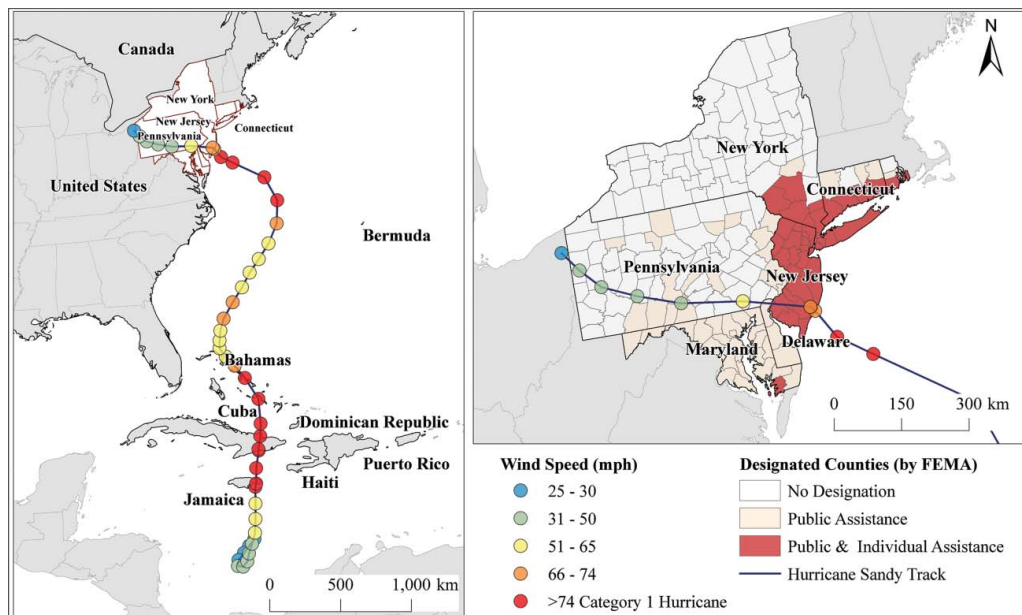 Canada
New York
New Jersey
Connecticut
Pennsylvania
United States
Bermuda
Bahamas
Cuba
Dominican Republic
Puerto Rico
Haiti
Jamaica
0 500 1,000 km
N
New York
Connecticut
Pennsylvania
New Jersey
Maryland
Delaware
0 150 300 km
Wind Speed (mph)
25 - 30
31 - 50
51 - 65
66 - 74
>74 Category 1 Hurricane
Designated Counties (by FEMA)
No Designation
Public Assistance
Public & Individual Assistance
Hurricane Sandy Track